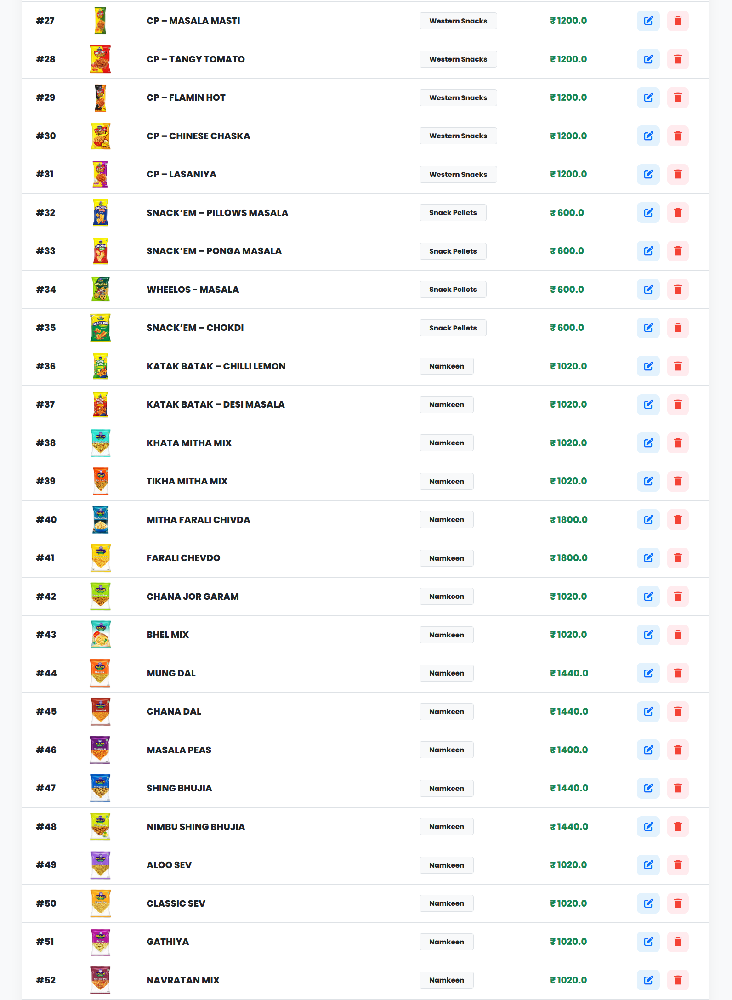 #27 CP – MASALA MASTI Western Snacks ₹ 1200.0
#28 CP – TANGY TOMATO Western Snacks ₹ 1200.0
#29 CP – FLAMIN HOT Western Snacks ₹ 1200.0
#30 CP – CHINESE CHASKA Western Snacks ₹ 1200.0
#31 CP – LASANIYA Western Snacks ₹ 1200.0
#32 SNACK’EM – PILLOWS MASALA Snack Pellets ₹ 600.0
#33 SNACK’EM – PONGA MASALA Snack Pellets ₹ 600.0
#34 WHEELOS - MASALA Snack Pellets ₹ 600.0
#35 SNACK’EM – CHOKDI Snack Pellets ₹ 600.0
#36 KATAK BATAK – CHILLI LEMON Namkeen ₹ 1020.0
#37 KATAK BATAK – DESI MASALA Namkeen ₹ 1020.0
#38 KHATA MITHA MIX Namkeen ₹ 1020.0
#39 TIKHA MITHA MIX Namkeen ₹ 1020.0
#40 MITHA FARALI CHIVDA Namkeen ₹ 1800.0
#41 FARALI CHEVDO Namkeen ₹ 1800.0
#42 CHANA JOR GARAM Namkeen ₹ 1020.0
#43 BHEL MIX Namkeen ₹ 1020.0
#44 MUNG DAL Namkeen ₹ 1440.0
#45 CHANA DAL Namkeen ₹ 1440.0
#46 MASALA PEAS Namkeen ₹ 1400.0
#47 SHING BHUJIA Namkeen ₹ 1440.0
#48 NIMBU SHING BHUJIA Namkeen ₹ 1440.0
#49 ALOO SEV Namkeen ₹ 1020.0
#50 CLASSIC SEV Namkeen ₹ 1020.0
#51 GATHIYA Namkeen ₹ 1020.0
#52 NAVRATAN MIX Namkeen ₹ 1020.0